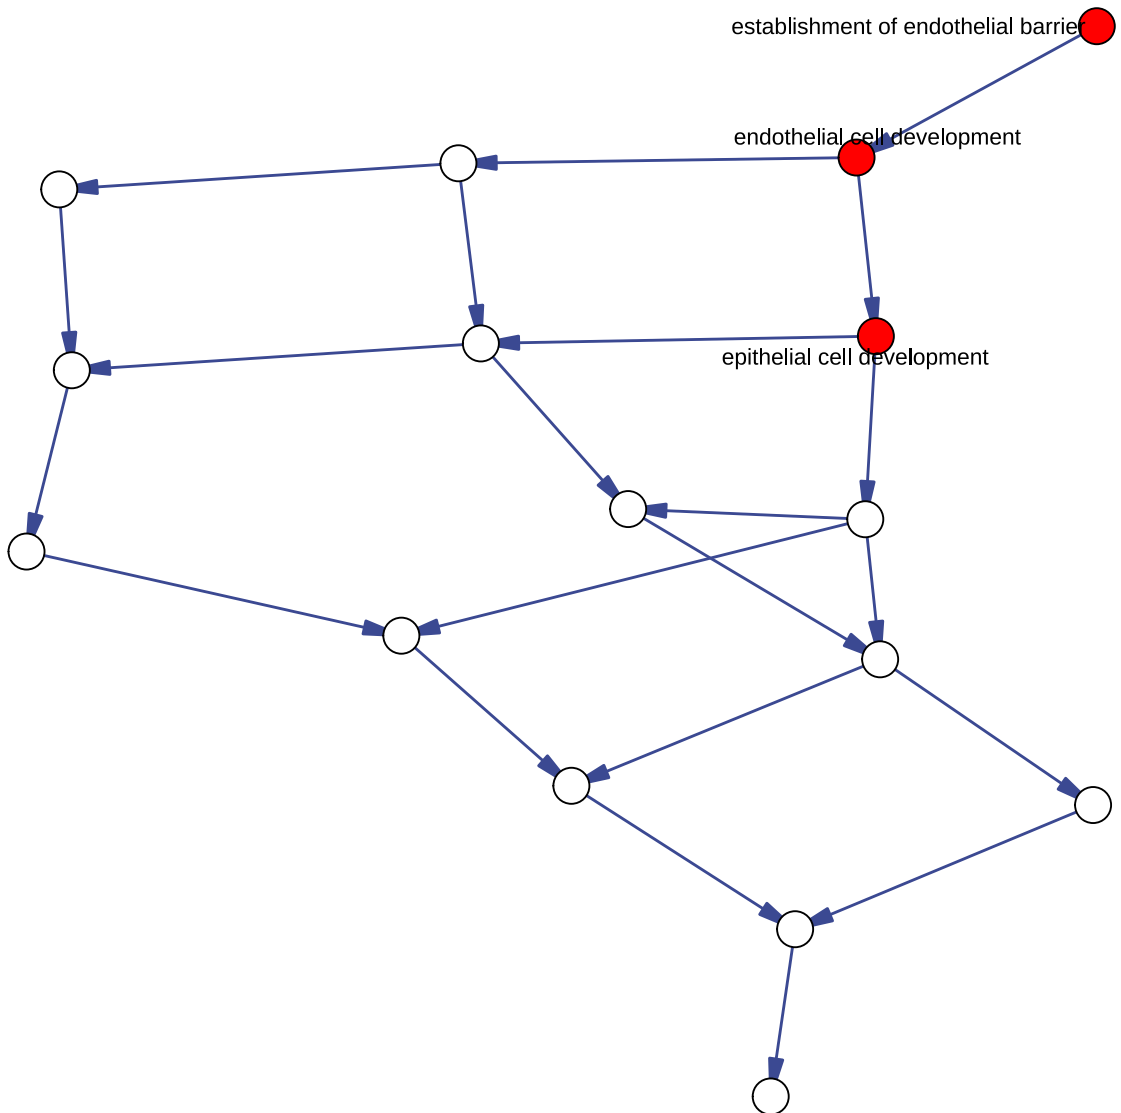 establishment of endothelial barrier
endothelial cell development
epithelial cell development